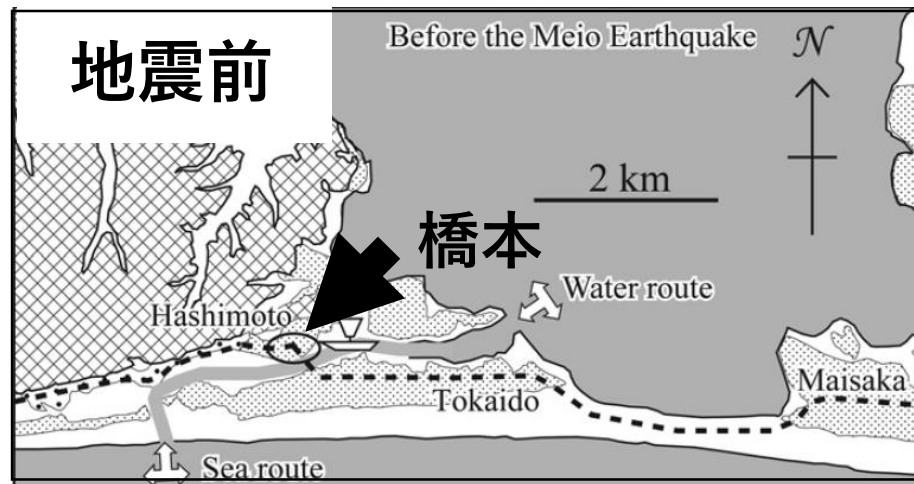 地震前
Before the Meio Earthquake
N
2 km
橋本
Water route
Hashimoto
Tokaido
Maisaka
Sea route